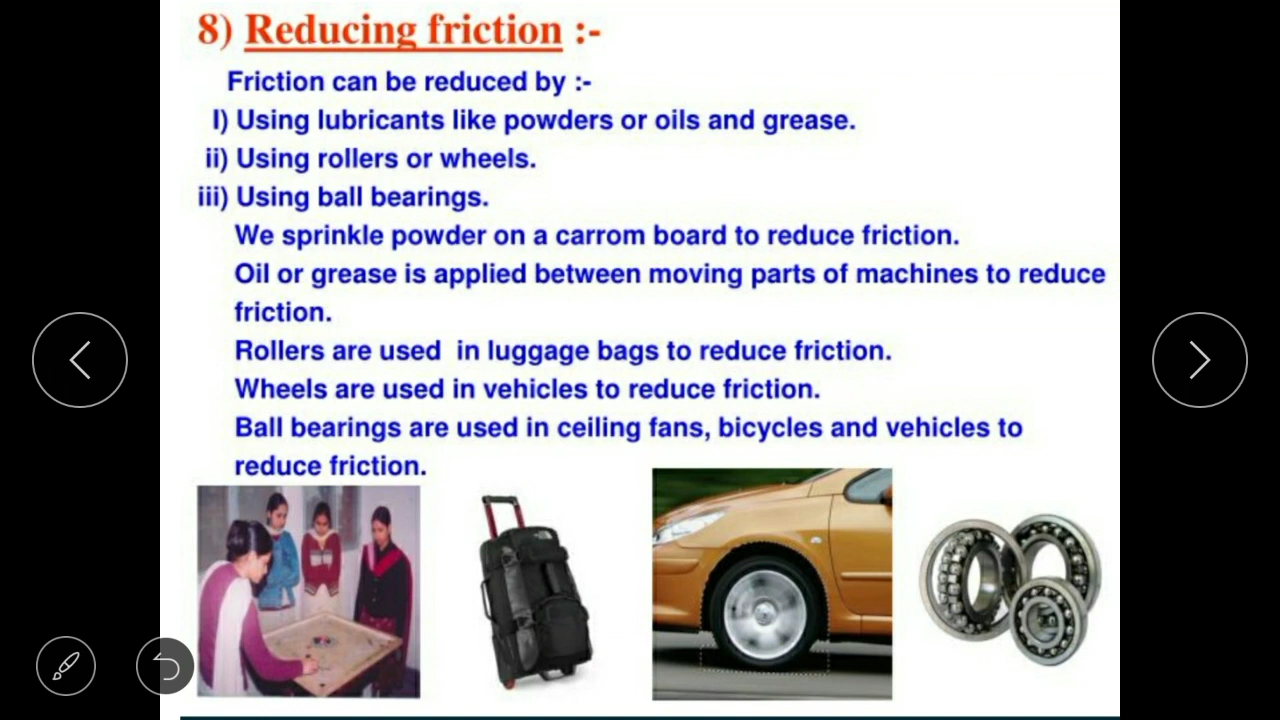 8) Reducing friction :-
Friction can be reduced by :-
I) Using lubricants like powders or oils and grease.
ii) Using rollers or wheels.
iii) Using ball bearings.
We sprinkle powder on a carrom board to reduce friction.
Oil or grease is applied between moving parts of machines to reduce
friction.
Rollers are used in luggage bags to reduce friction.
Wheels are used in vehicles to reduce friction.
Ball bearings are used in ceiling fans, bicycles and vehicles to
reduce friction.